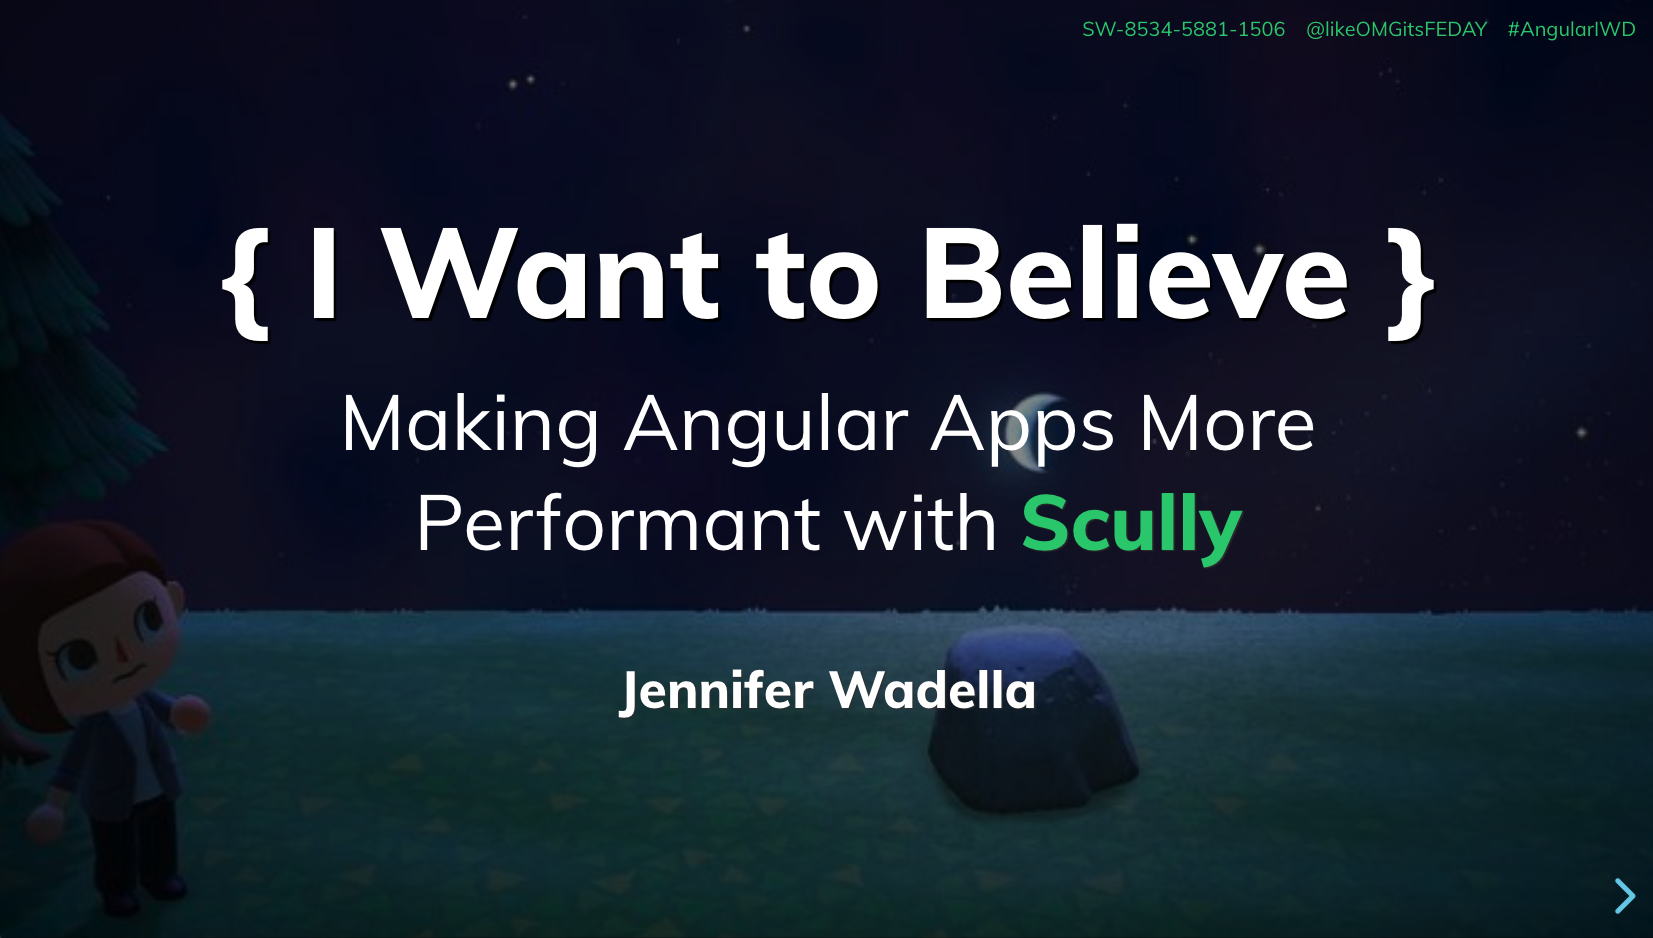 SW-8534-5881-1506 @likeOMGitsFEDAY #AngularIWD
{ I Want to Believe }
Making Angular Apps More
Performant with Scully
Jennifer Wadella